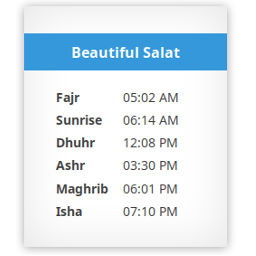 Beautiful Salat
Fajr 05:02 AM
Sunrise 06:14 AM
Dhuhr 12:08 PM
Ashr 03:30 PM
Maghrib 06:01 PM
Isha 07:10 PM